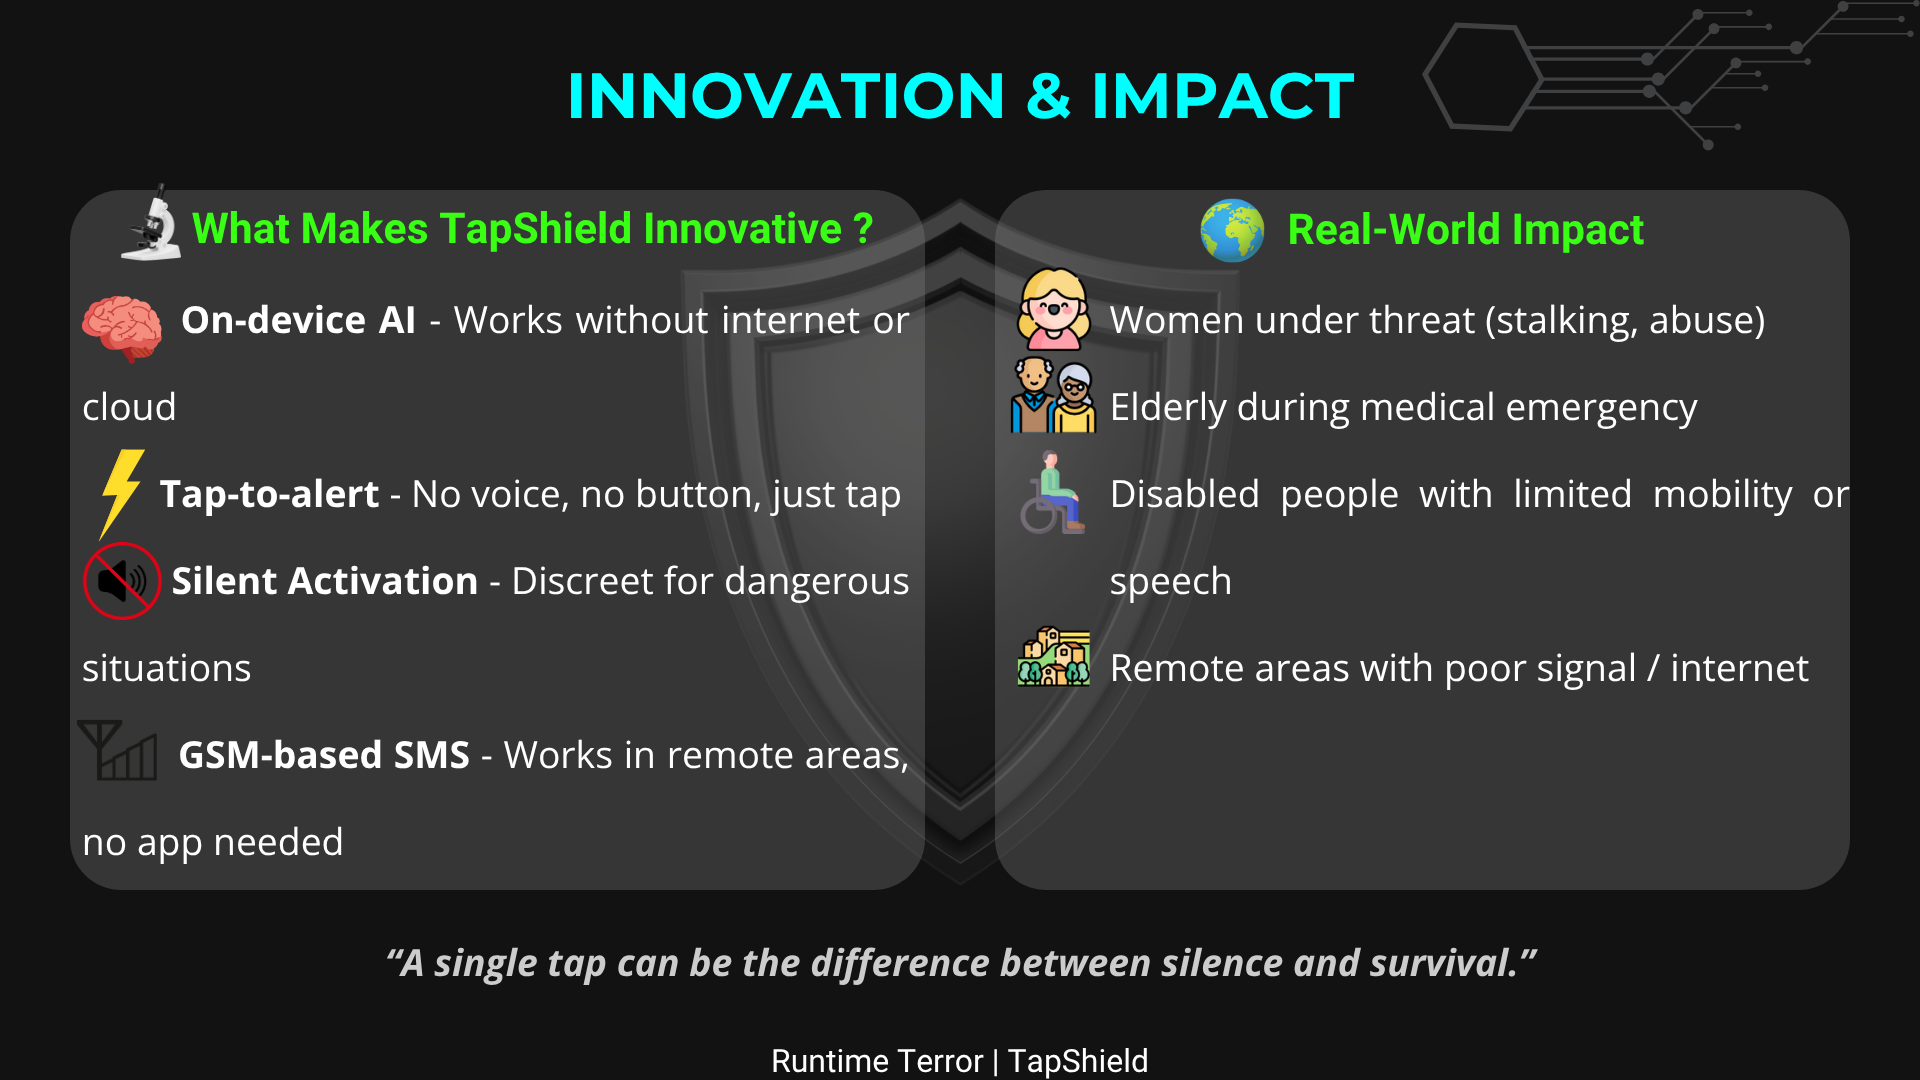 INNOVATION & IMPACT
What Makes TapShield Innovative ?
On-device AI - Works without internet or
cloud
Tap-to-alert - No voice, no button, just tap
Silent Activation - Discreet for dangerous
situations
GSM-based SMS - Works in remote areas,
no app needed
Real-World Impact
Women under threat (stalking, abuse)
Elderly during medical emergency
Disabled people with limited mobility or
speech
Remote areas with poor signal / internet
“A single tap can be the difference between silence and survival.”
Runtime Terror | TapShield